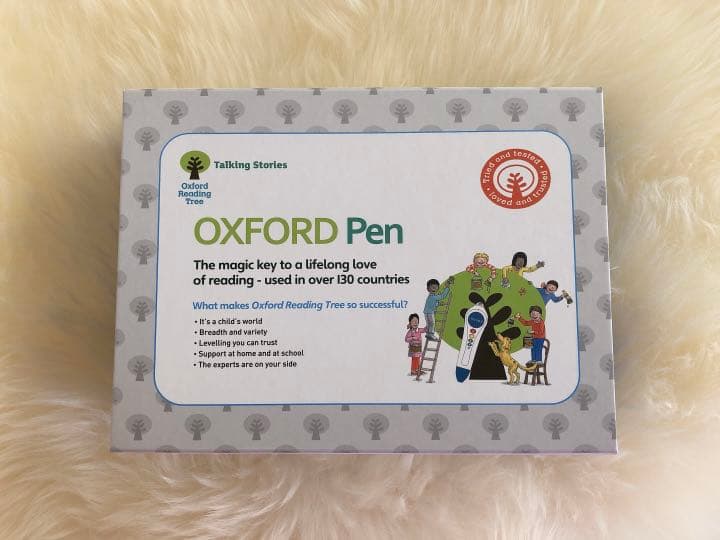 Talking Stories
Oxford
Reading
Tree
Tried and tested • loved and trusted •
OXFORD Pen
The magic key to a lifelong love
of reading - used in over 130 countries
What makes Oxford Reading Tree so successful?
• It's a child's world
• Breadth and variety
• Levelling you can trust
• Support at home and at school
• The experts are on your side